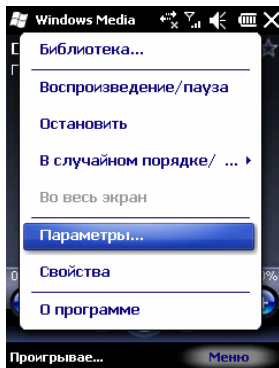 Windows Media
Библиотека...
Воспроизведение/пауза
Остановить
В случайном порядке/ ...
Во весь экран
Параметры...
Свойства
О программе
Проигрывае...
Меню